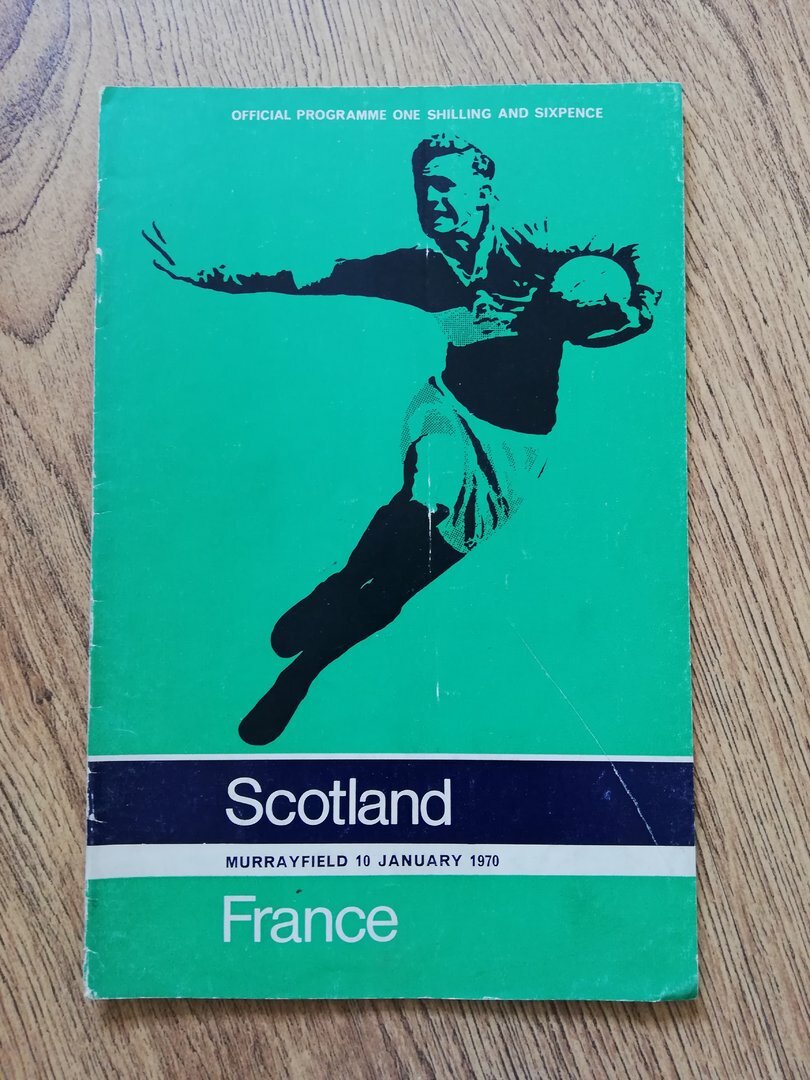 OFFICIAL PROGRAMME ONE SHILLING AND SIXPENCE
Scotland
MURRAYFIELD 10 JANUARY 1970
France